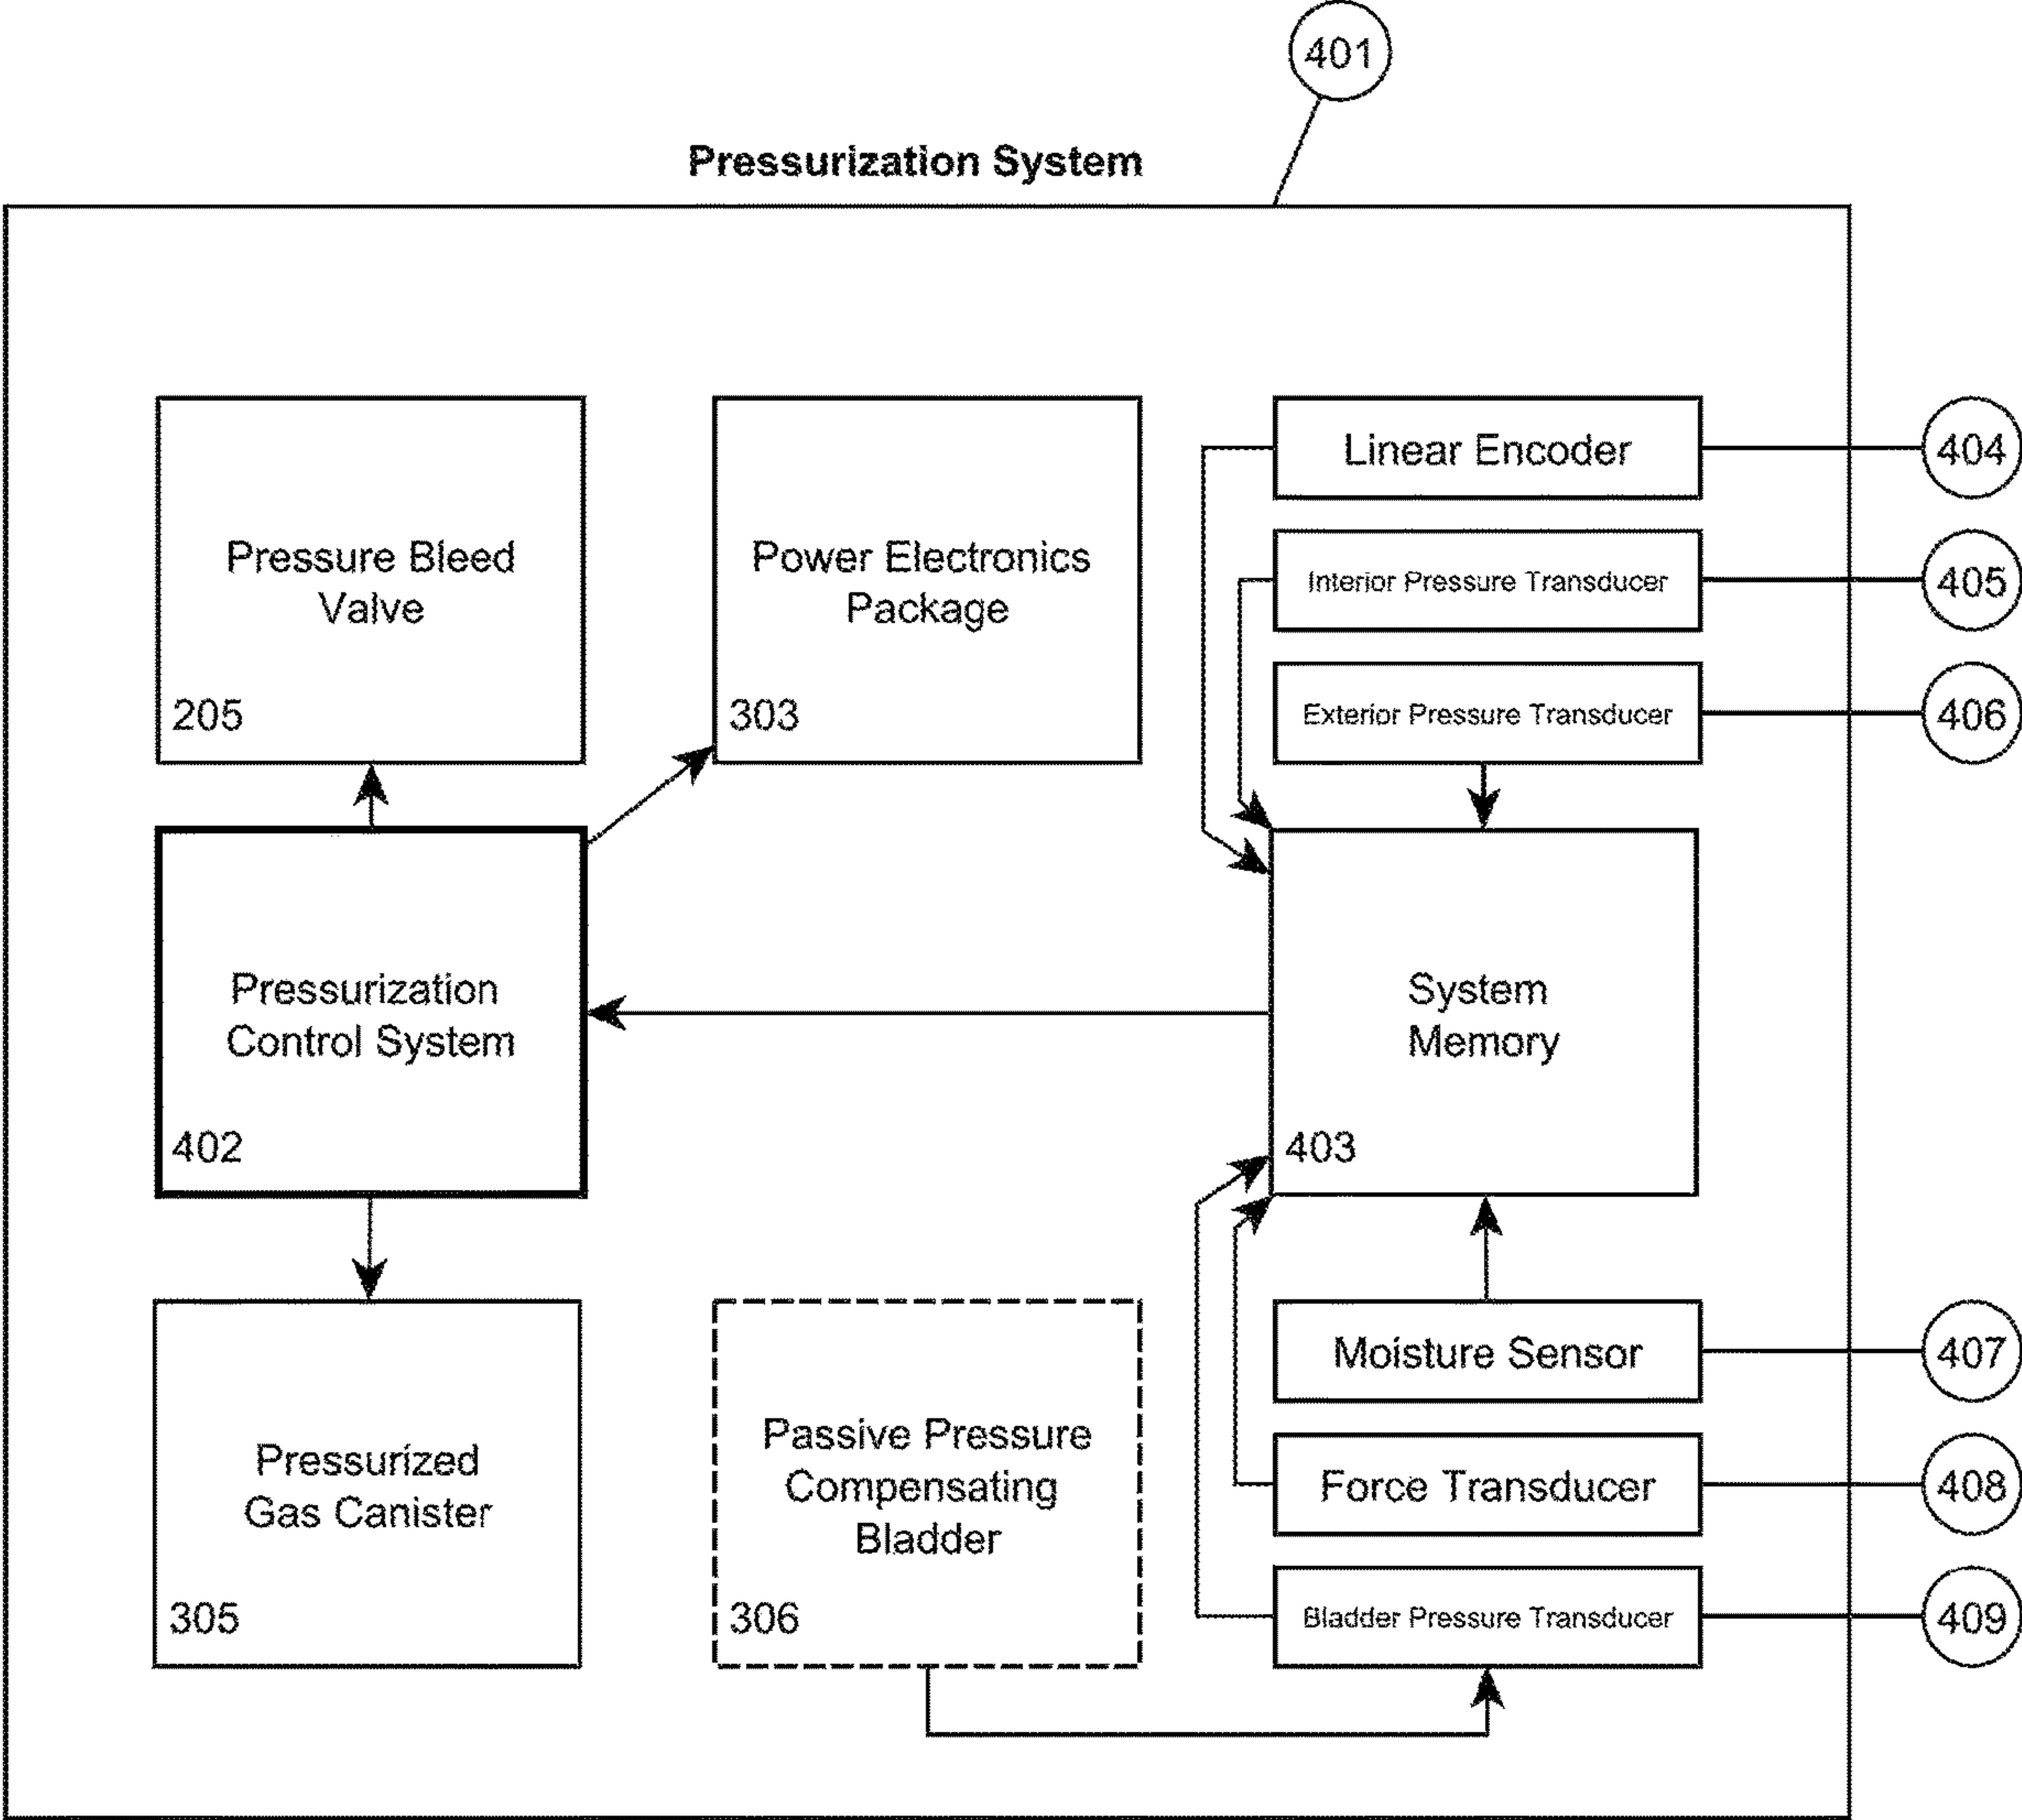 401
Pressurization System
Pressure Bleed
Valve
205
Power Electronics
Package
303
Linear Encoder
404
Interior Pressure Transducer
405
Exterior Pressure Transducer
406
Pressurization
Control System
402
System
Memory
403
Pressurized
Gas Canister
305
Passive Pressure
Compensating
Bladder
306
Moisture Sensor
407
Force Transducer
408
Bladder Pressure Transducer
409